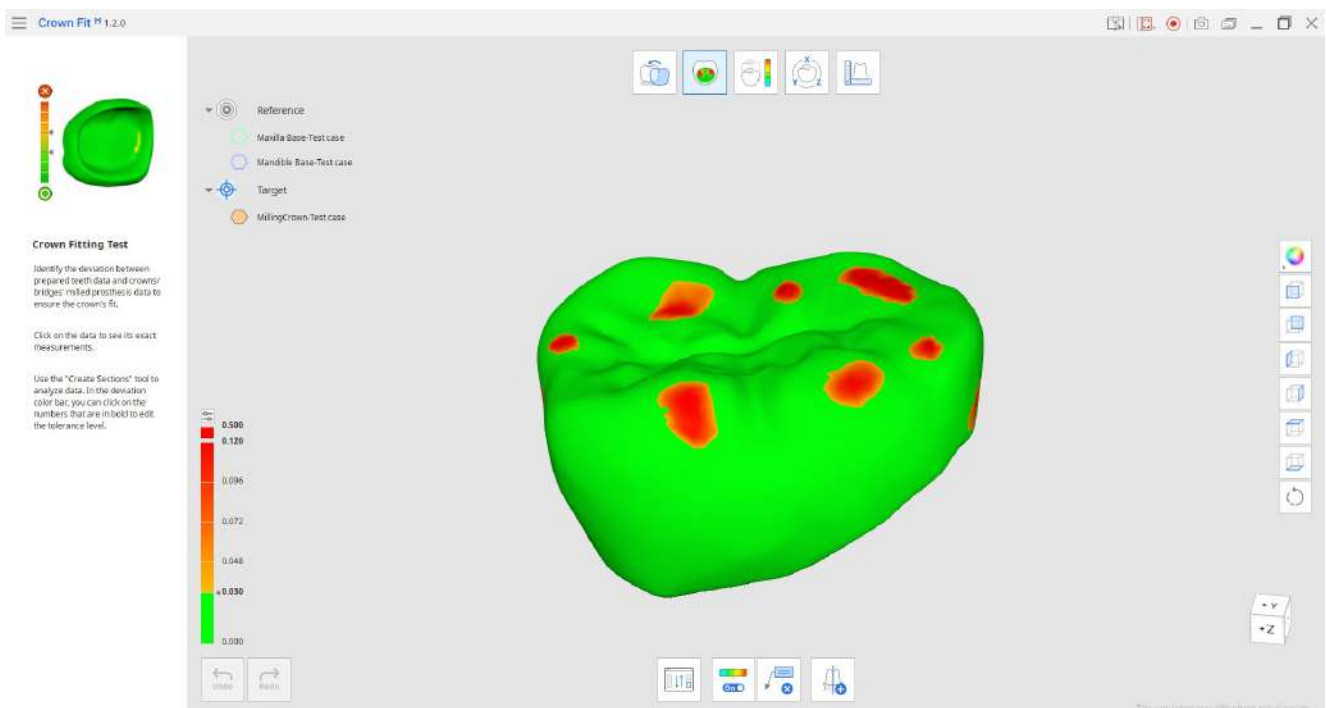 Crown Fit M 1.2.0
Reference
Maxilla Base-Test case
Mandible Base-Test case
Target
MillingCrown-Test case
Crown Fitting Test
Identify the deviation between
prepared teeth data and crowns/
bridges' milled prosthesis data to
ensure the crown's fit.
Click on the data to see its exact
measurements.
Use the "Create Sections" tool to
analyze data. In the deviation
color bar, you can click on the
numbers that are in bold to edit
the tolerance level.
0.500
0.120
0.096
0.072
0.048
0.030
0.000
Undo
Redo
On
X
Y
Z
+Y
+Z